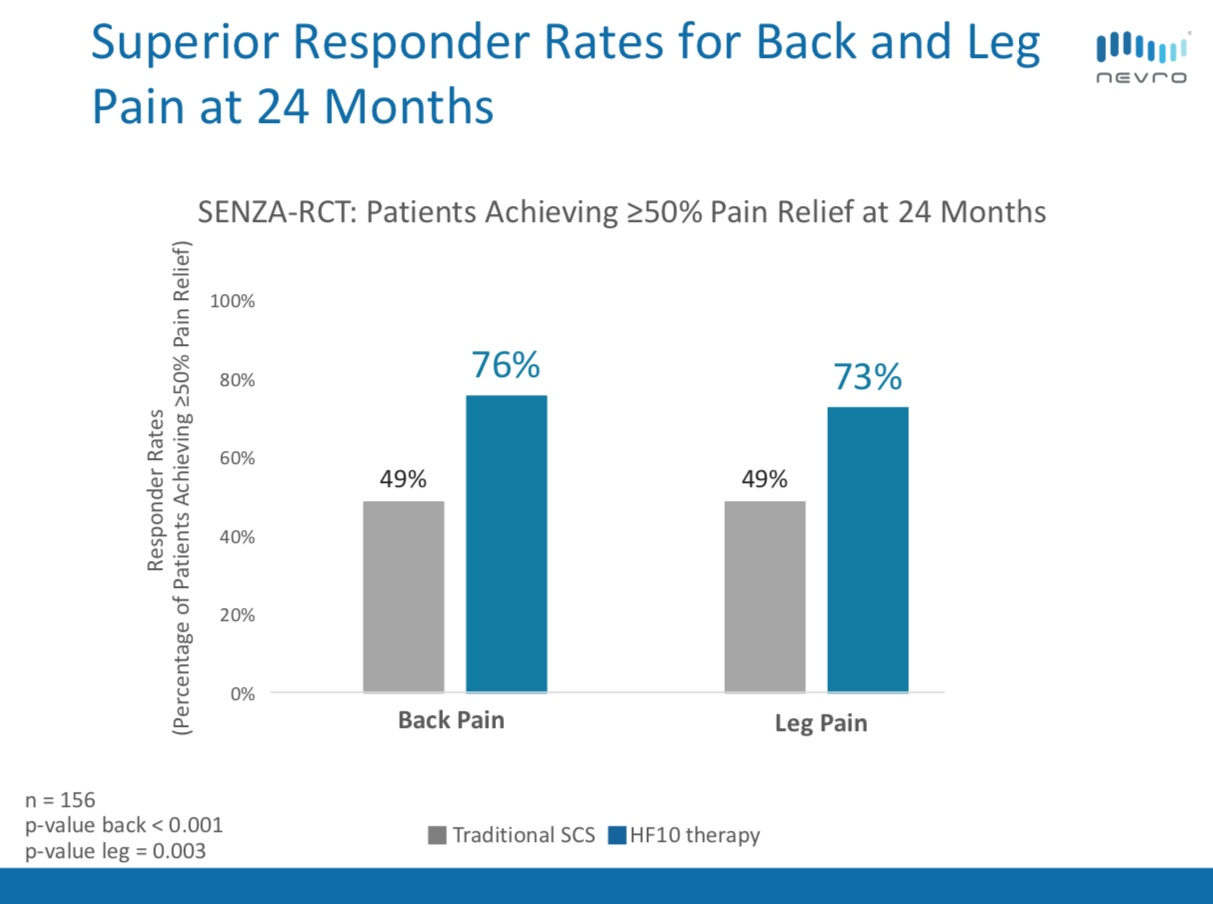 Superior Responder Rates for Back and Leg
Pain at 24 Months
nevro
SENZA-RCT: Patients Achieving ≥50% Pain Relief at 24 Months
Responder Rates
(Percentage of Patients Achieving ≥50% Pain Relief)
100%
80%
60%
40%
20%
0%
49%
76%
49%
73%
Back Pain
Leg Pain
n = 156
p-value back < 0.001
p-value leg = 0.003
Traditional SCS
HF10 therapy